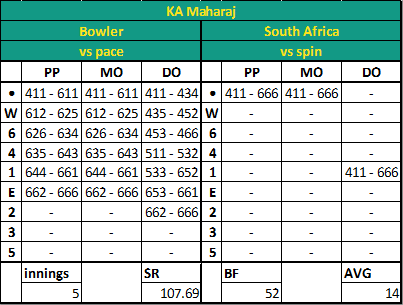 KA Maharaj
Bowler South Africa
vs pace vs spin
PP MO DO PP MO DO
• 411 - 611 411 - 611 411 - 434 • 411 - 666 411 - 666 -
W 612 - 625 612 - 625 435 - 452 W - - -
6 626 - 634 626 - 634 453 - 466 6 - - -
4 635 - 643 635 - 643 511 - 532 4 - - -
1 644 - 661 644 - 661 533 - 652 1 - - 411 - 666
E 662 - 666 662 - 666 653 - 661 E - - -
2 - - 662 - 666 2 - - -
3 - - - 3 - - -
5 - - - 5 - - -
innings SR BF AVG
5 107.69 52 14